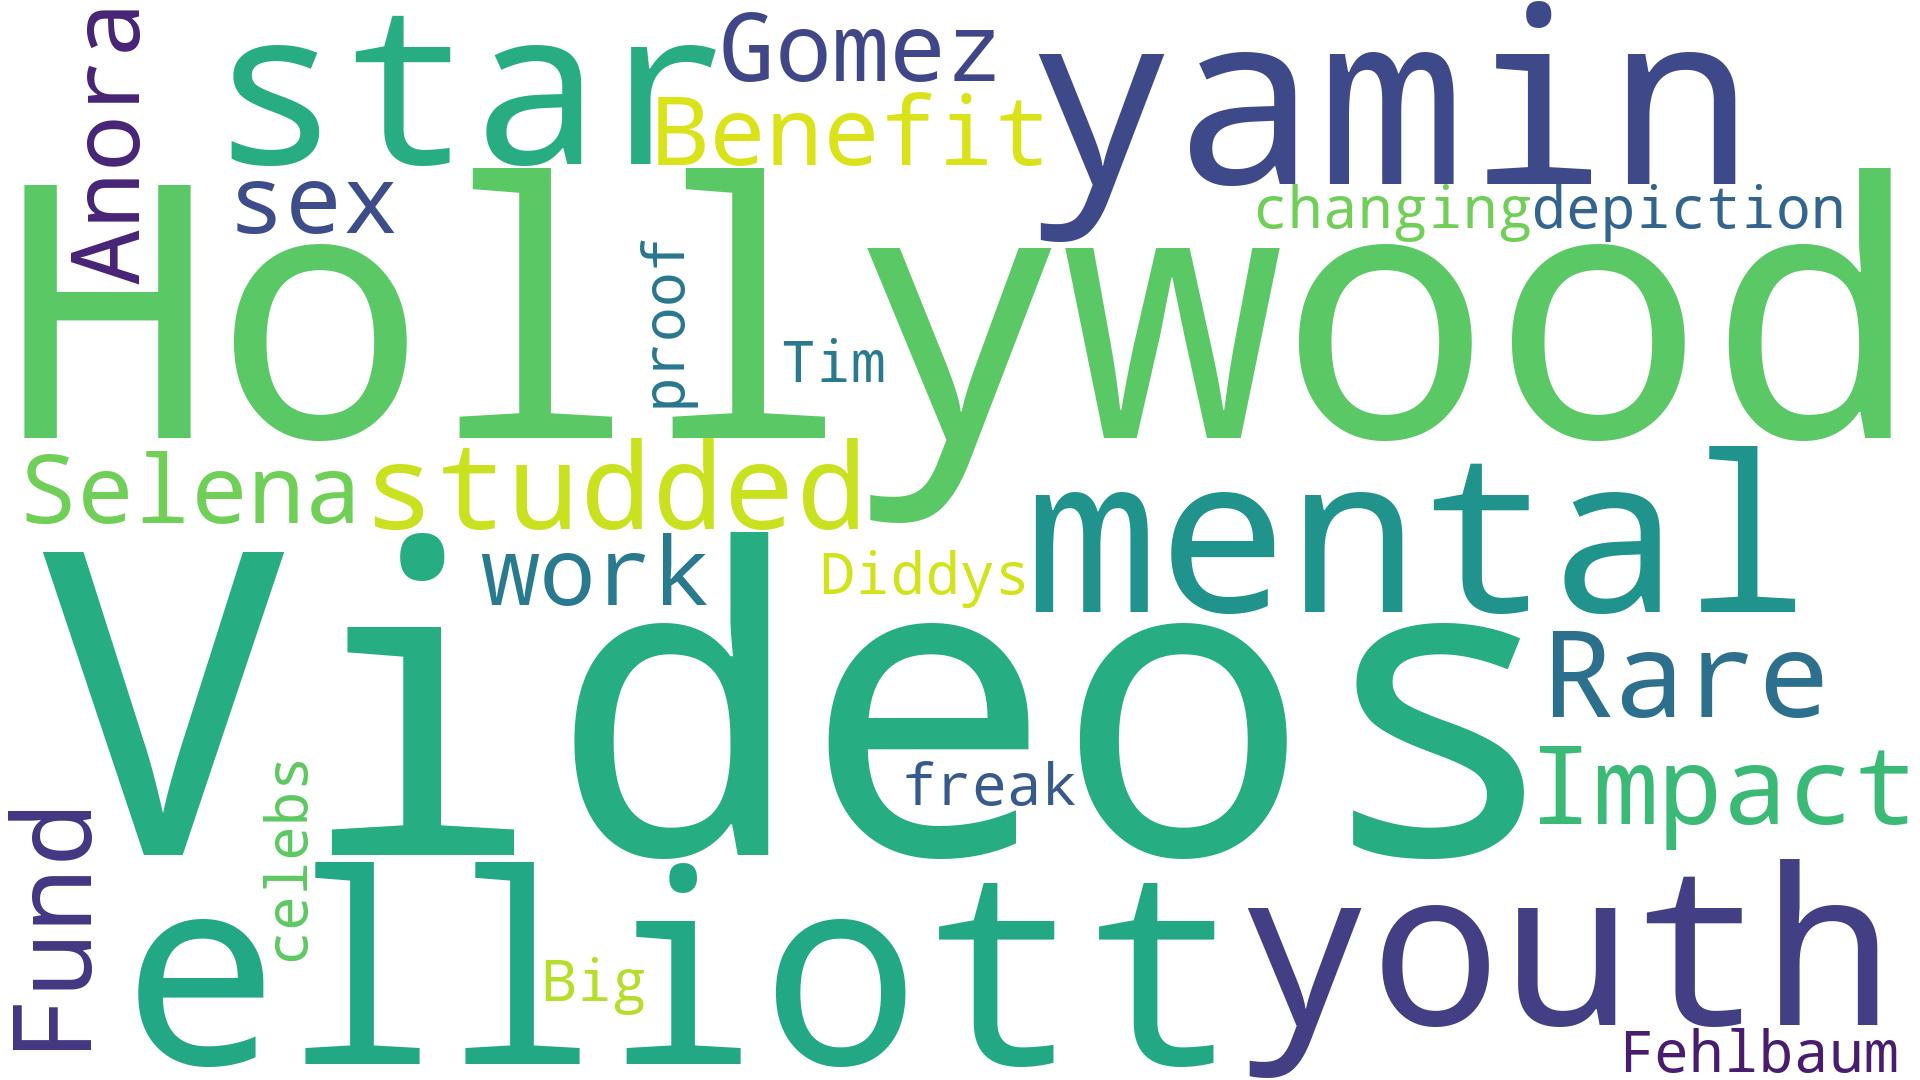 Anora
star
Gomez
yamin
Benefit
sex
changing
depiction
Hollywood
proof
Tim
Selena
studded
mental
work
Diddys
Videos
Rare
freak
Impact
celebs
Fund
elliott
youth
Big
Fehlbaum